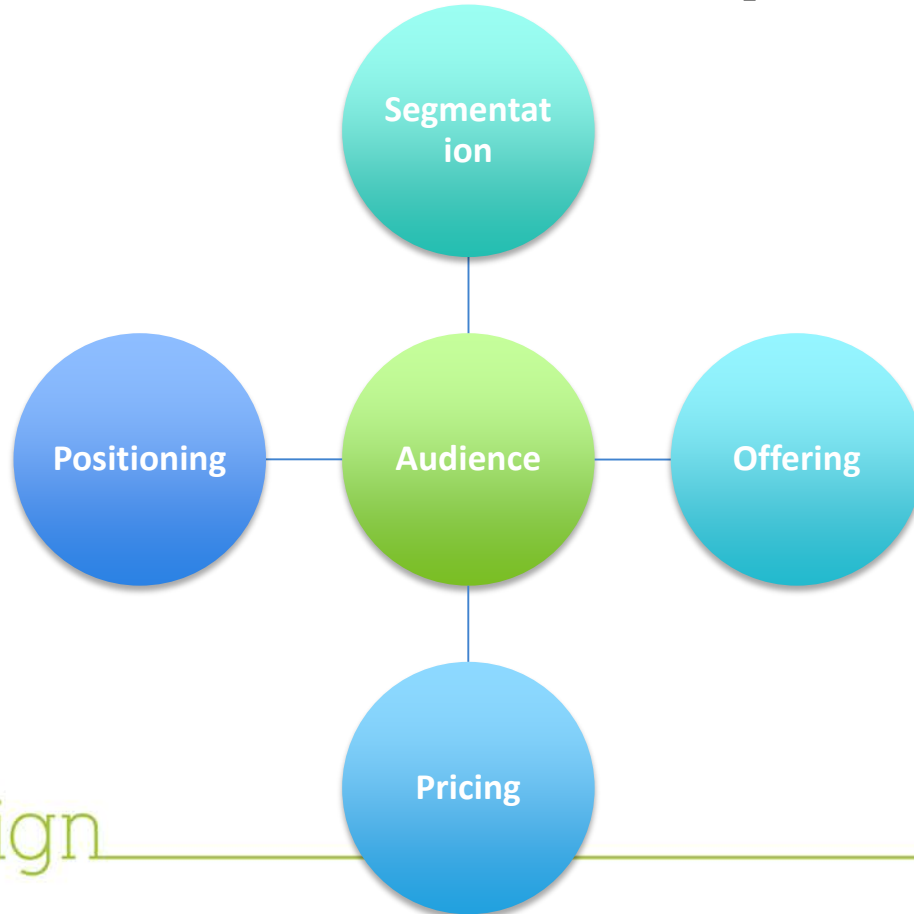 Segmentat
ion
Positioning
Audience
Offering
Pricing
ign